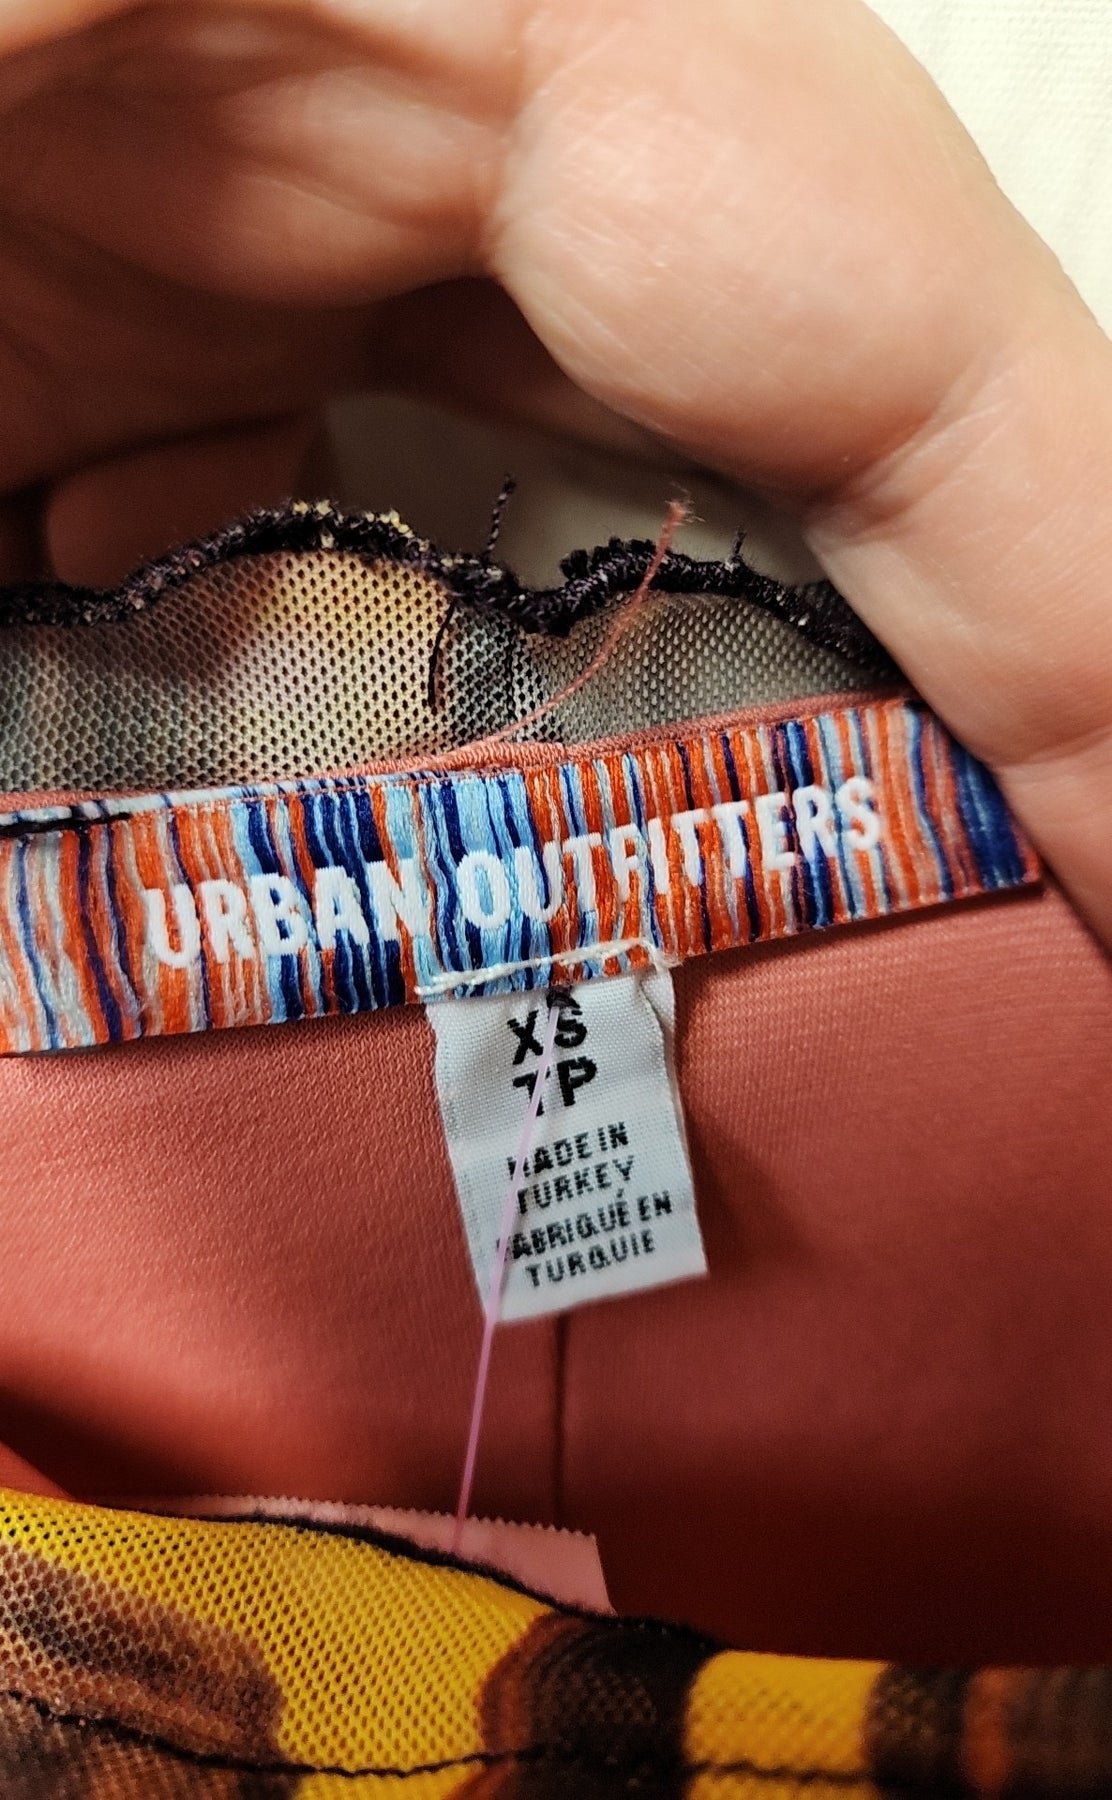 URBAN OUTFITTERS
XS
TP
MADE IN
TURKEY
FABRIQUÉ EN
TURQUIE